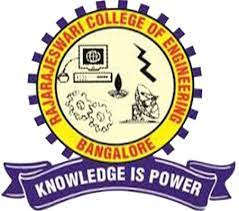 RAJARAJESWARI COLLEGE OF ENGINEERING
BANGALORE
KNOWLEDGE IS POWER